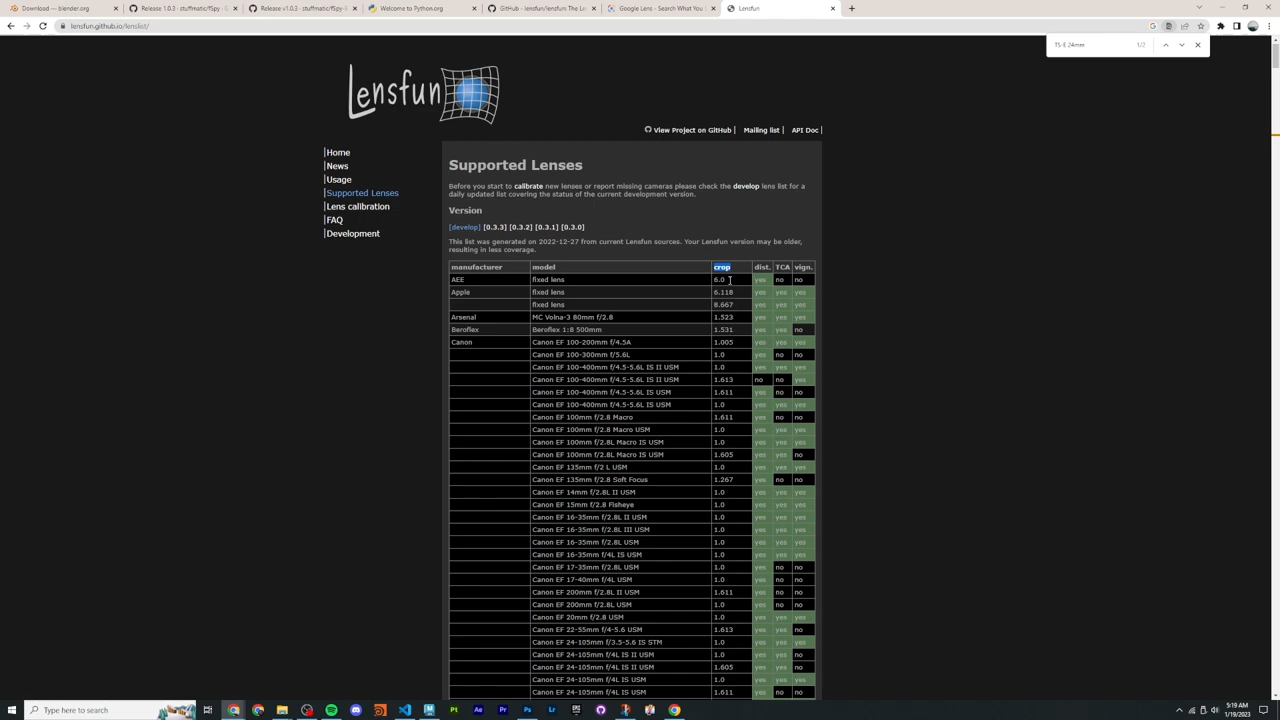 Download — blender.org
Release 1.0.3 · stuffmatic/fSpy · G
Release v1.0.3 · stuffmatic/fSpy-I
Welcome to Python.org
GitHub - lensfun/lensfun: The Le
Google Lens - Search What You
Lensfun
lensfun.github.io/lenslist/
TS-E 24mm 1/2
Lensfun
View Project on GitHub | Mailing list | API Doc |
|Home
|News
|Usage
|Supported Lenses
|Lens calibration
|FAQ
|Development
Supported Lenses
Before you start to calibrate new lenses or report missing cameras please check the develop lens list for a
daily updated list covering the status of the current development version.
Version
[develop] [0.3.3] [0.3.2] [0.3.1] [0.3.0]
This list was generated on 2022-12-27 from current Lensfun sources. Your Lensfun version may be older,
resulting in less coverage.
manufacturer model crop dist. TCA vign.
AEE fixed lens 6.0 yes no no
Apple fixed lens 6.118 yes yes yes
fixed lens 8.667 yes yes yes
Arsenal MC Volna-3 80mm f/2.8 1.523 yes yes yes
Beroflex Beroflex 1:8 500mm 1.531 yes yes no
Canon Canon EF 100-200mm f/4.5A 1.005 yes yes yes
Canon EF 100-300mm f/5.6L 1.0 yes no no
Canon EF 100-400mm f/4.5-5.6L IS II USM 1.0 yes yes yes
Canon EF 100-400mm f/4.5-5.6L IS II USM 1.613 no no yes
Canon EF 100-400mm f/4.5-5.6L IS USM 1.611 yes no no
Canon EF 100-400mm f/4.5-5.6L IS USM 1.0 yes yes yes
Canon EF 100mm f/2.8 Macro 1.611 yes no no
Canon EF 100mm f/2.8 Macro USM 1.0 yes yes yes
Canon EF 100mm f/2.8L Macro IS USM 1.0 yes yes yes
Canon EF 100mm f/2.8L Macro IS USM 1.605 yes yes no
Canon EF 135mm f/2 L USM 1.0 yes yes yes
Canon EF 135mm f/2.8 Soft Focus 1.267 yes no no
Canon EF 14mm f/2.8L II USM 1.0 yes yes yes
Canon EF 15mm f/2.8 Fisheye 1.0 yes yes yes
Canon EF 16-35mm f/2.8L II USM 1.0 yes yes yes
Canon EF 16-35mm f/2.8L III USM 1.0 yes yes yes
Canon EF 16-35mm f/2.8L USM 1.0 yes yes yes
Canon EF 16-35mm f/4L IS USM 1.0 yes yes yes
Canon EF 17-35mm f/2.8L USM 1.0 yes no no
Canon EF 17-40mm f/4L USM 1.0 yes no no
Canon EF 200mm f/2.8L II USM 1.611 yes no no
Canon EF 200mm f/2.8L USM 1.0 yes no no
Canon EF 20mm f/2.8 USM 1.0 yes yes yes
Canon EF 22-55mm f/4-5.6 USM 1.613 yes yes no
Canon EF 24-105mm f/3.5-5.6 IS STM 1.0 yes yes yes
Canon EF 24-105mm f/4L IS II USM 1.0 yes yes no
Canon EF 24-105mm f/4L IS II USM 1.605 yes yes no
Canon EF 24-105mm f/4L IS USM 1.0 yes yes yes
Canon EF 24-105mm f/4L IS USM 1.611 yes no no
Type here to search
Pt Ae Pr Ps Lr
5:19 AM
1/19/2023